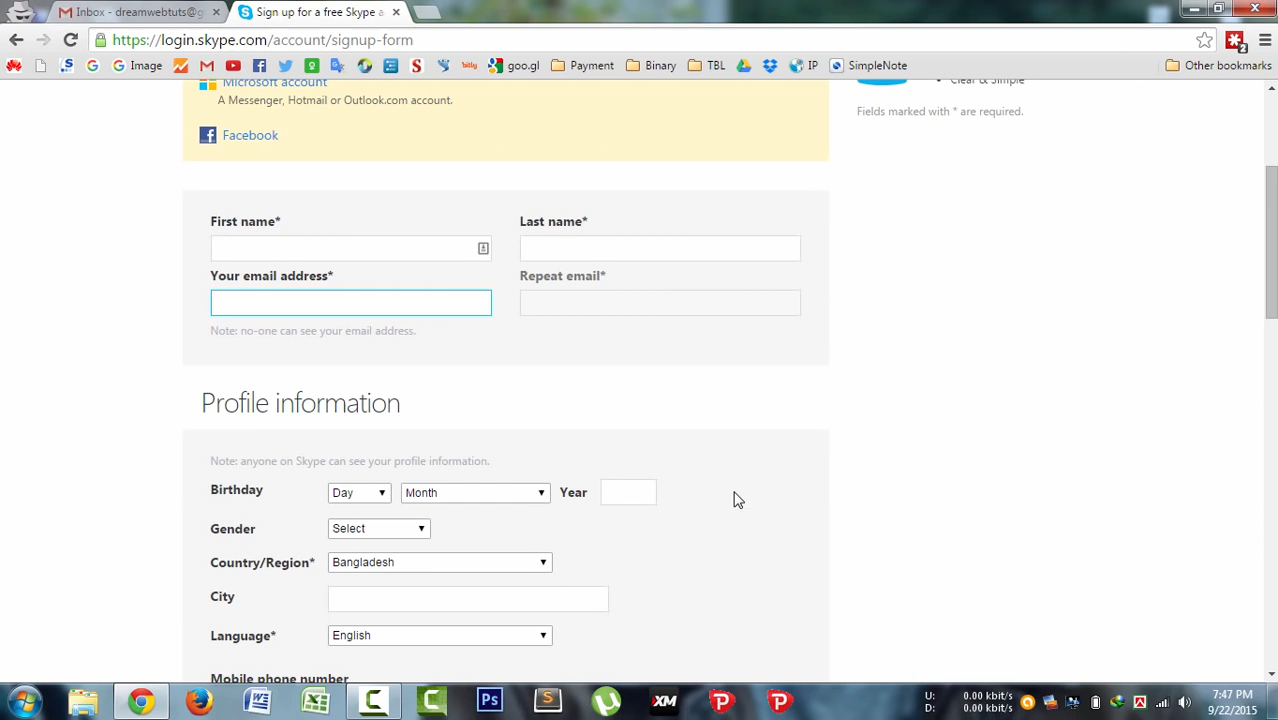 Inbox - dreamwebtuts@g
Sign up for a free Skype a
https://login.skype.com/account/signup-form
Image
goo.gl
Payment
Binary
TBL
IP
SimpleNote
Other bookmarks
2
Microsoft account
A Messenger, Hotmail or Outlook.com account.
Facebook
Clear & Simple
Fields marked with * are required.
First name*
Last name*
Your email address*
Repeat email*
Note: no-one can see your email address.
Profile information
Note: anyone on Skype can see your profile information.
Birthday
Day
Month
Year
Gender
Select
Country/Region*
Bangladesh
City
Language*
English
Mobile phone number
U: 0.00 kbit/s
D: 0.00 kbit/s
7:47 PM
9/22/2015